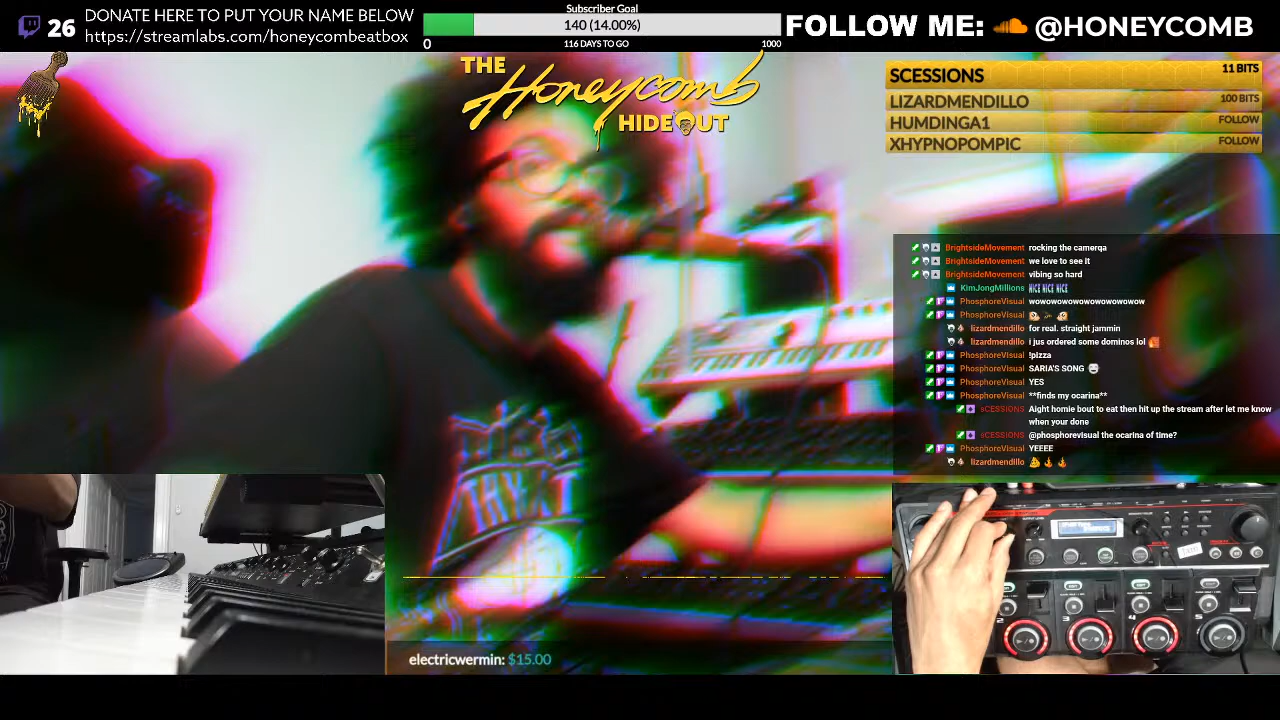 26
DONATE HERE TO PUT YOUR NAME BELOW
https://streamlabs.com/honeycombeatbox
Subscriber Goal
140 (14.00%)
0
116 DAYS TO GO
1000
FOLLOW ME: @HONEYCOMB
THE
Honeycomb
HIDEOUT
SCESSIONS 11 BITS
LIZARDMENDILLO 100 BITS
HUMDINGA1 FOLLOW
XHYPNOPOMPIC FOLLOW
BrightsideMovement rocking the camerqa
BrightsideMovement we love to see it
BrightsideMovement vibing so hard
KimJongMillions NICE NICE NICE
PhosphoreVisual wowowowowowowowowow
PhosphoreVisual
lizardmendillo for real. straight jammin
lizardmendillo i jus ordered some dominos lol
PhosphoreVisual !pizza
PhosphoreVisual SARIA'S SONG
PhosphoreVisual YES
PhosphoreVisual **finds my ocarina**
sCESSIONS Aight homie bout to eat then hit up the stream after let me know
when your done
sCESSIONS @phosphorevisual the ocarina of time?
PhosphoreVisual YEEEE
lizardmendillo
electricwermin: $15.00